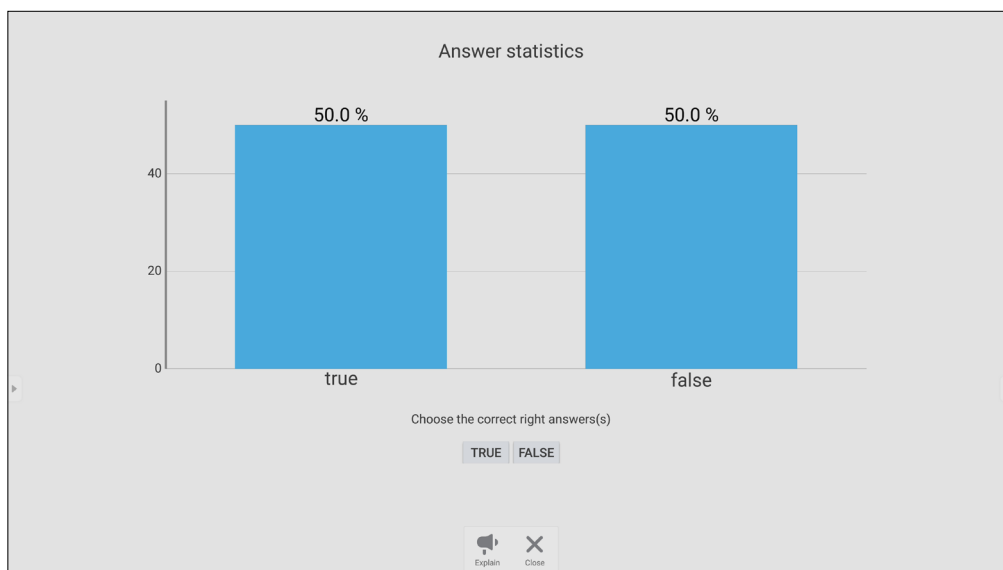 Answer statistics
50.0 % 50.0 %
40
20
0
true false
Choose the correct right answers(s)
TRUE FALSE
Explain Close